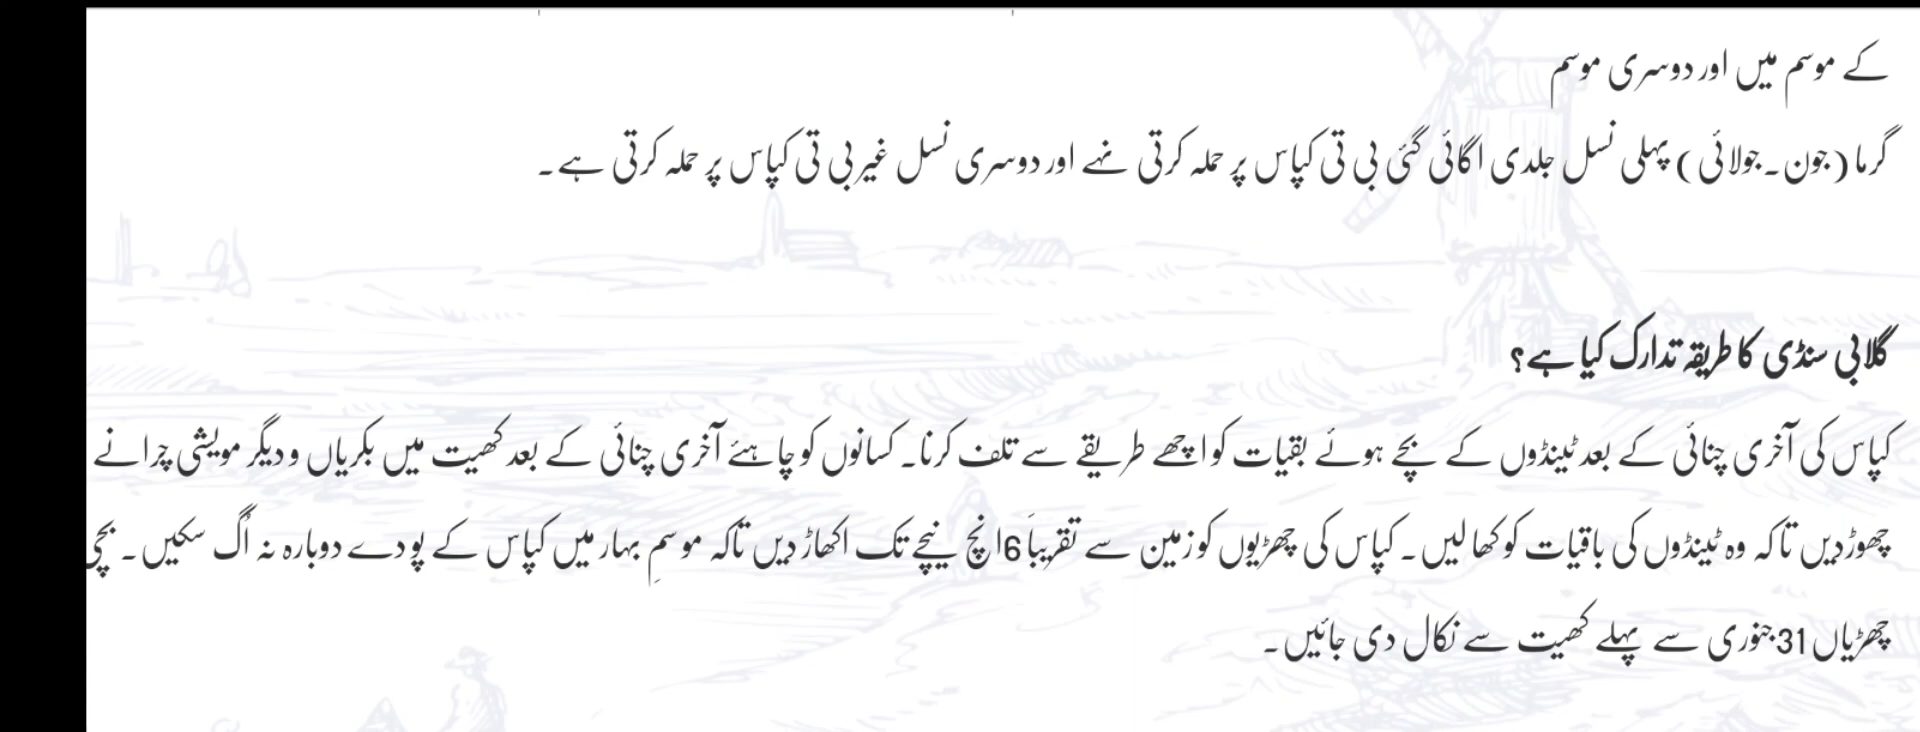 کے موسم میں اور دوسری موسم
گرما (جون۔جولائی) پہلی نسل جلدی اگائی گئی بی ٹی کپاس پر حملہ کرتی نہے اور دوسری نسل غیر بی ٹی کپاس پر حملہ کرتی ہے۔
گلابی سنڈی کا طریقہ تدارک کیا ہے؟
کپاس کی آخری چنائی کے بعد ٹینڈوں کے بچے ہوئے بقیات کو اچھے طریقے سے تلف کرنا۔ کسانوں کو چاہئے آخری چنائی کے بعد کھیت میں بکریاں و دیگر مویشی چرانے
چھوڑ دیں تاکہ وہ ٹینڈوں کی باقیات کو کھا لیں۔ کپاس کی چھڑیوں کو زمین سے تقریباً 6 انچ نیچے تک اکھاڑ دیں تاکہ موسمِ بہار میں کپاس کے پودے دوبارہ نہ اُگ سکیں۔ بچی
چھڑیاں 31 جنوری سے پہلے کھیت سے نکال دی جائیں۔